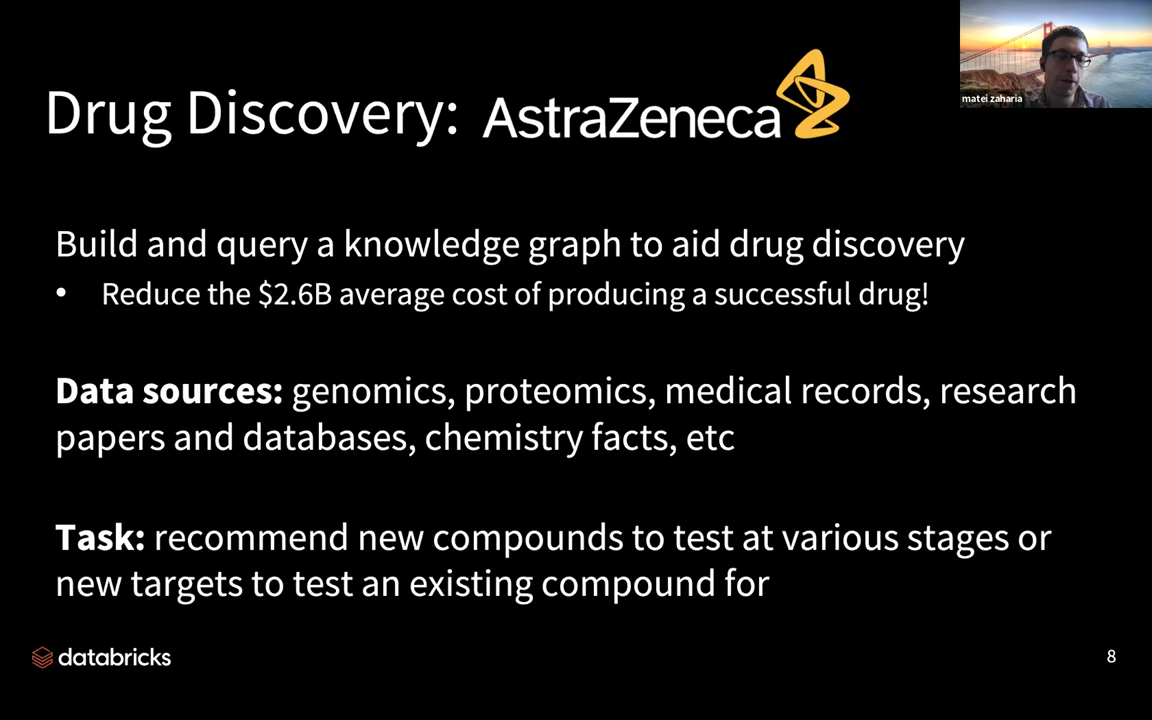 matei zaharia
Drug Discovery: AstraZeneca
Build and query a knowledge graph to aid drug discovery
• Reduce the $2.6B average cost of producing a successful drug!
Data sources: genomics, proteomics, medical records, research
papers and databases, chemistry facts, etc
Task: recommend new compounds to test at various stages or
new targets to test an existing compound for
databricks
8